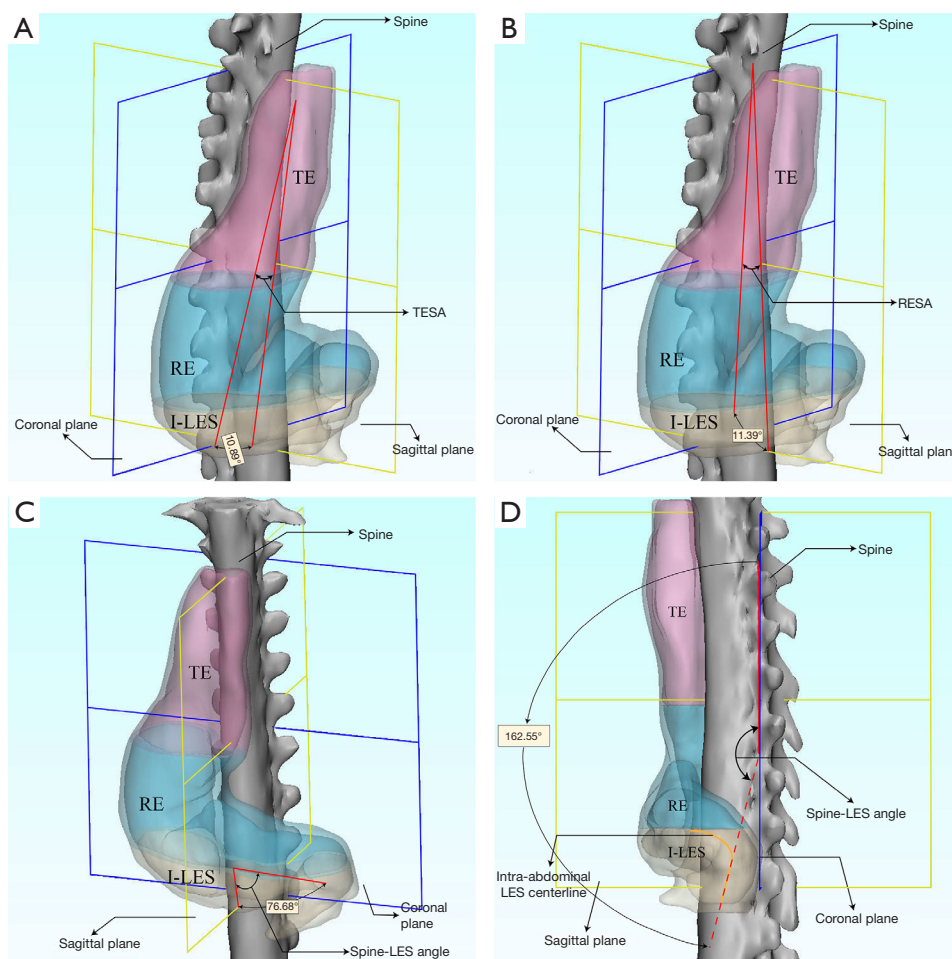 A
Spine
TE
TESA
RE
I-LES
Coronal plane
10.89°
Sagittal plane
B
Spine
TE
RESA
RE
I-LES
Coronal plane
11.39°
Sagittal plan
C
Spine
TE
RE
I-LES
76.68°
Coronal
plane
Sagittal plane
Spine-LES angle
D
Spine
TE
162.55°
RE
Spine-LES angle
I-LES
Intra-abdominal
LES centerline
Coronal plane
Sagittal plane